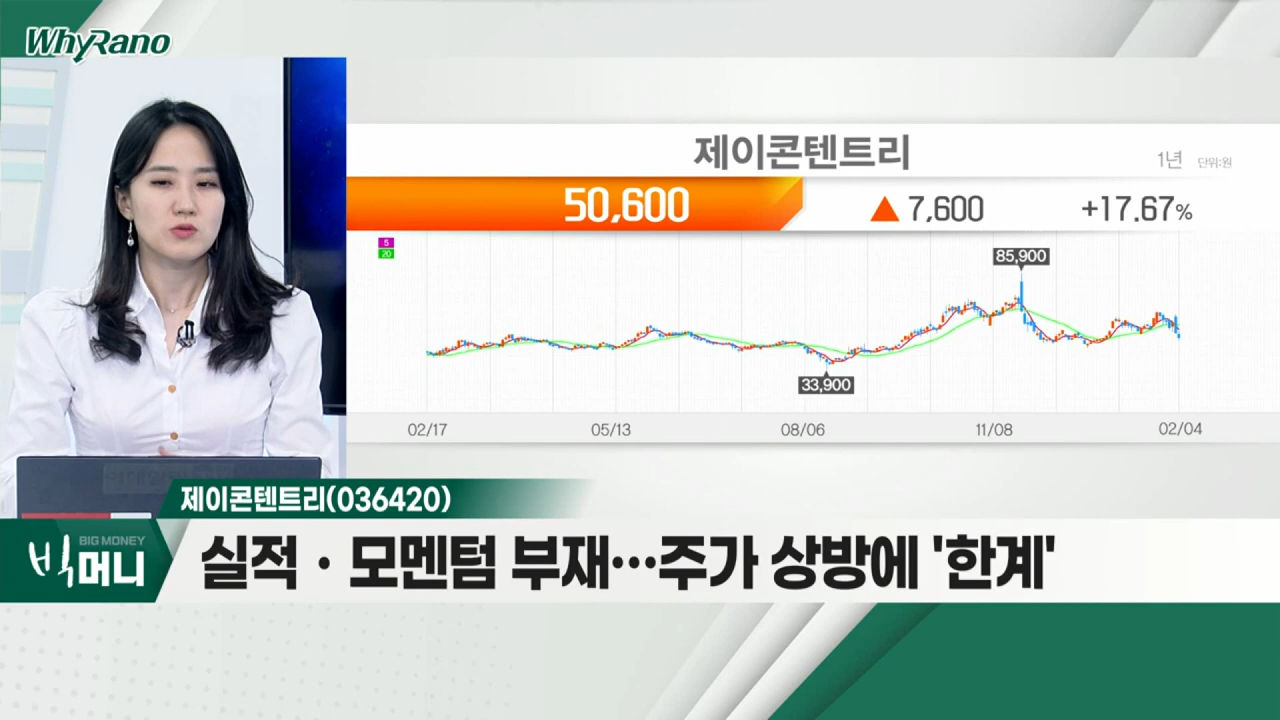 WhyRano
제이콘텐트리
1년 단위:원
50,600 ▲ 7,600 +17.67%
5
20
85,900
33,900
02/17 05/13 08/06 11/08 02/04
제이콘텐트리(036420)
BIG MONEY
빅머니
실적·모멘텀 부재…주가 상방에 '한계'